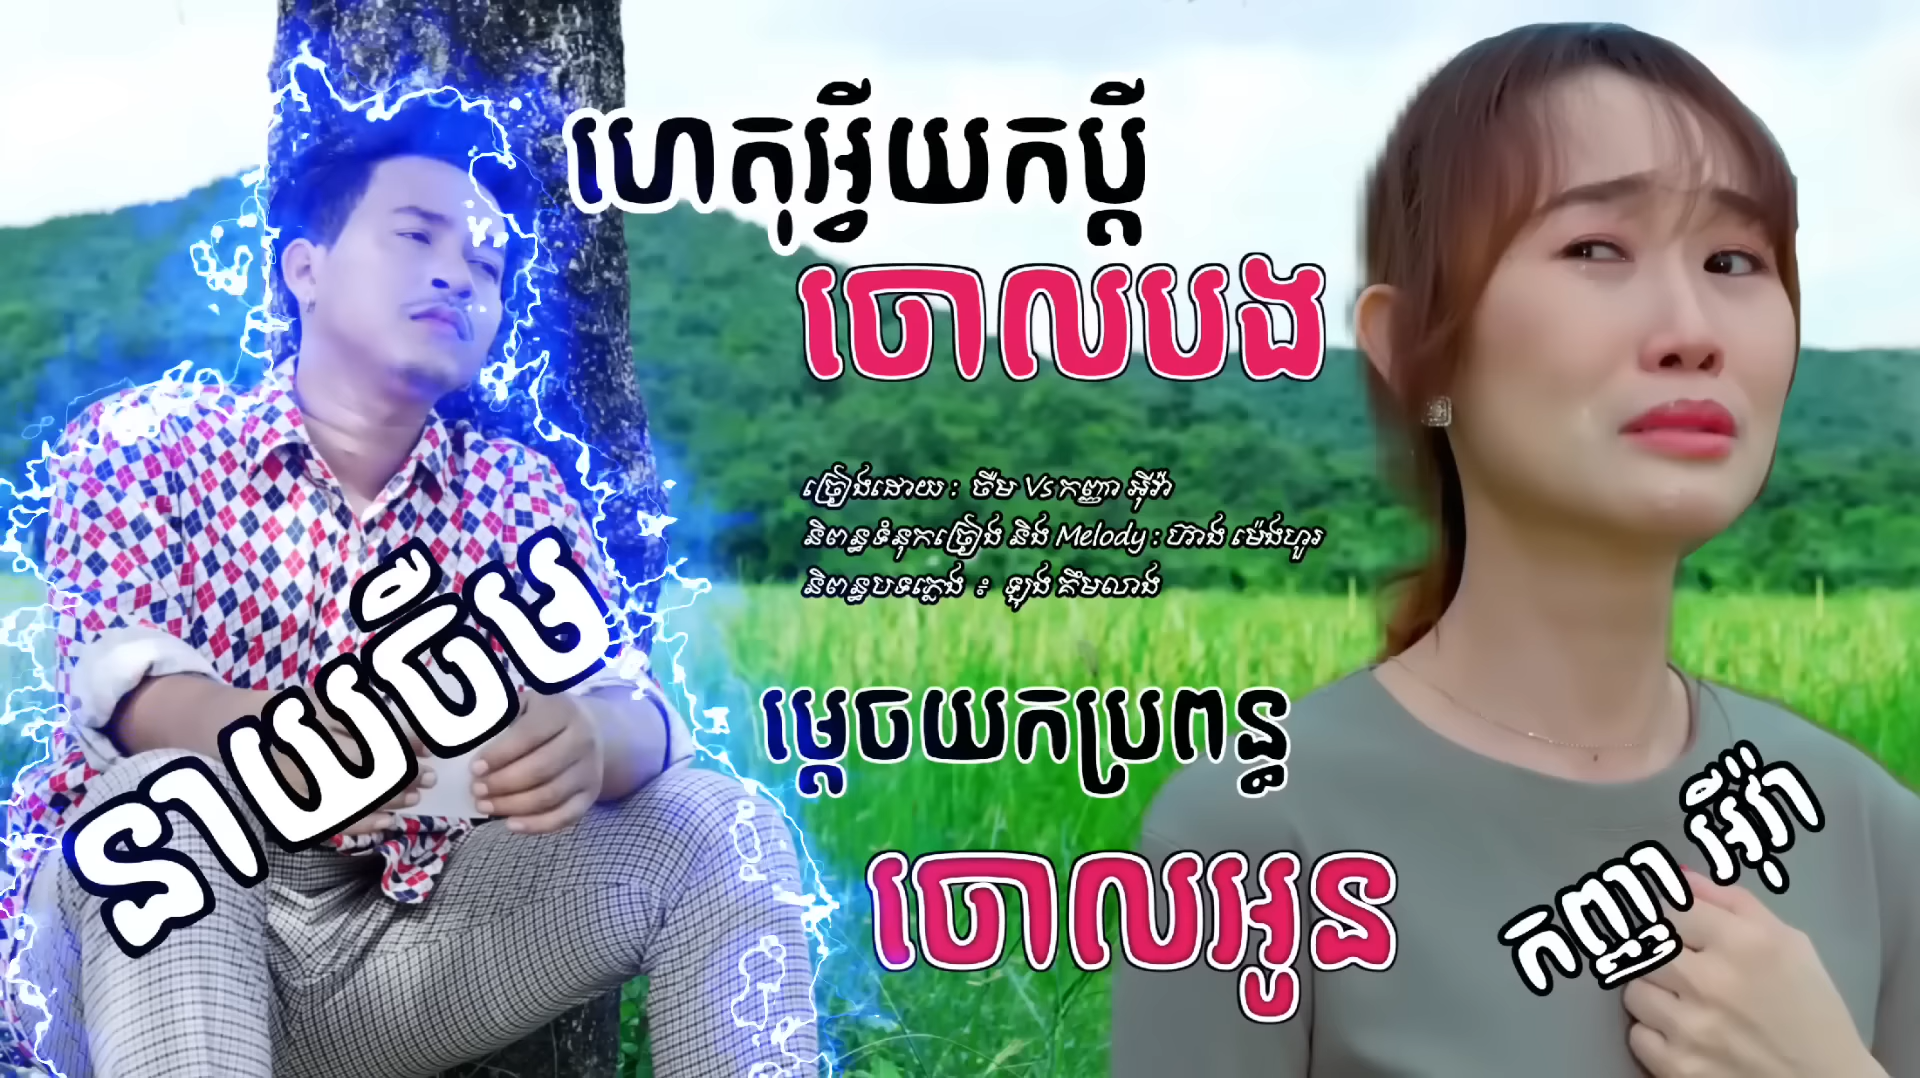 ហេតុអ្វីយកប្តី
ចោលបង
ច្រៀងដោយ : ចឹម Vs កញ្ញា អ៊ីវ៉ា
និពន្ធទំនុកច្រៀង និង Melody : ហ៊ាង ម៉េងហួរ
និពន្ធបទភ្លេង ៖ ឡុង គឹមលាង
នាយចឹម
ម្តេចយកប្រពន្ធ
ចោលអូន
កញ្ញា អ៊ីវ៉ា